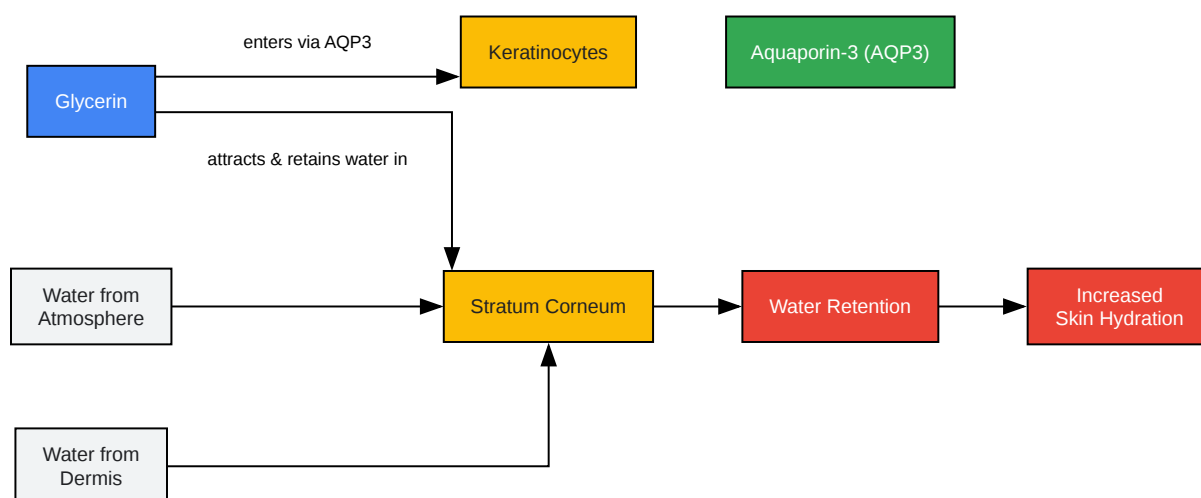 enters via AQP3
Keratinocytes
Aquaporin-3 (AQP3)
Glycerin
attracts & retains water in
Water from
Atmosphere
Stratum Corneum
Water Retention
Increased
Skin Hydration
Water from
Dermis